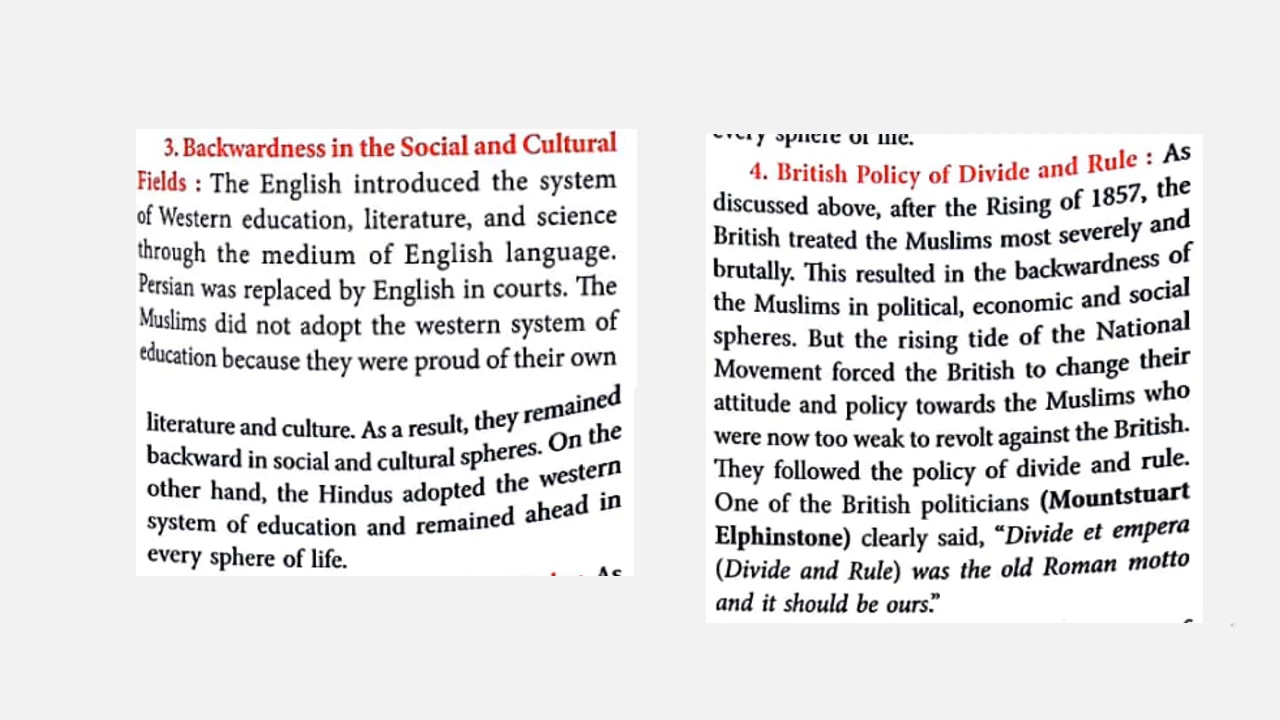 3. Backwardness in the Social and Cultural
Fields : The English introduced the system
of Western education, literature, and science
through the medium of English language.
Persian was replaced by English in courts. The
Muslims did not adopt the western system of
education because they were proud of their own
literature and culture. As a result, they remained
backward in social and cultural spheres. On the
other hand, the Hindus adopted the western
system of education and remained ahead in
every sphere of life.
As
every sphere of life.
4. British Policy of Divide and Rule : As
discussed above, after the Rising of 1857, the
British treated the Muslims most severely and
brutally. This resulted in the backwardness of
the Muslims in political, economic and social
spheres. But the rising tide of the National
Movement forced the British to change their
attitude and policy towards the Muslims who
were now too weak to revolt against the British.
They followed the policy of divide and rule.
One of the British politicians (Mountstuart
Elphinstone) clearly said, “Divide et empera
(Divide and Rule) was the old Roman motto
and it should be ours.”